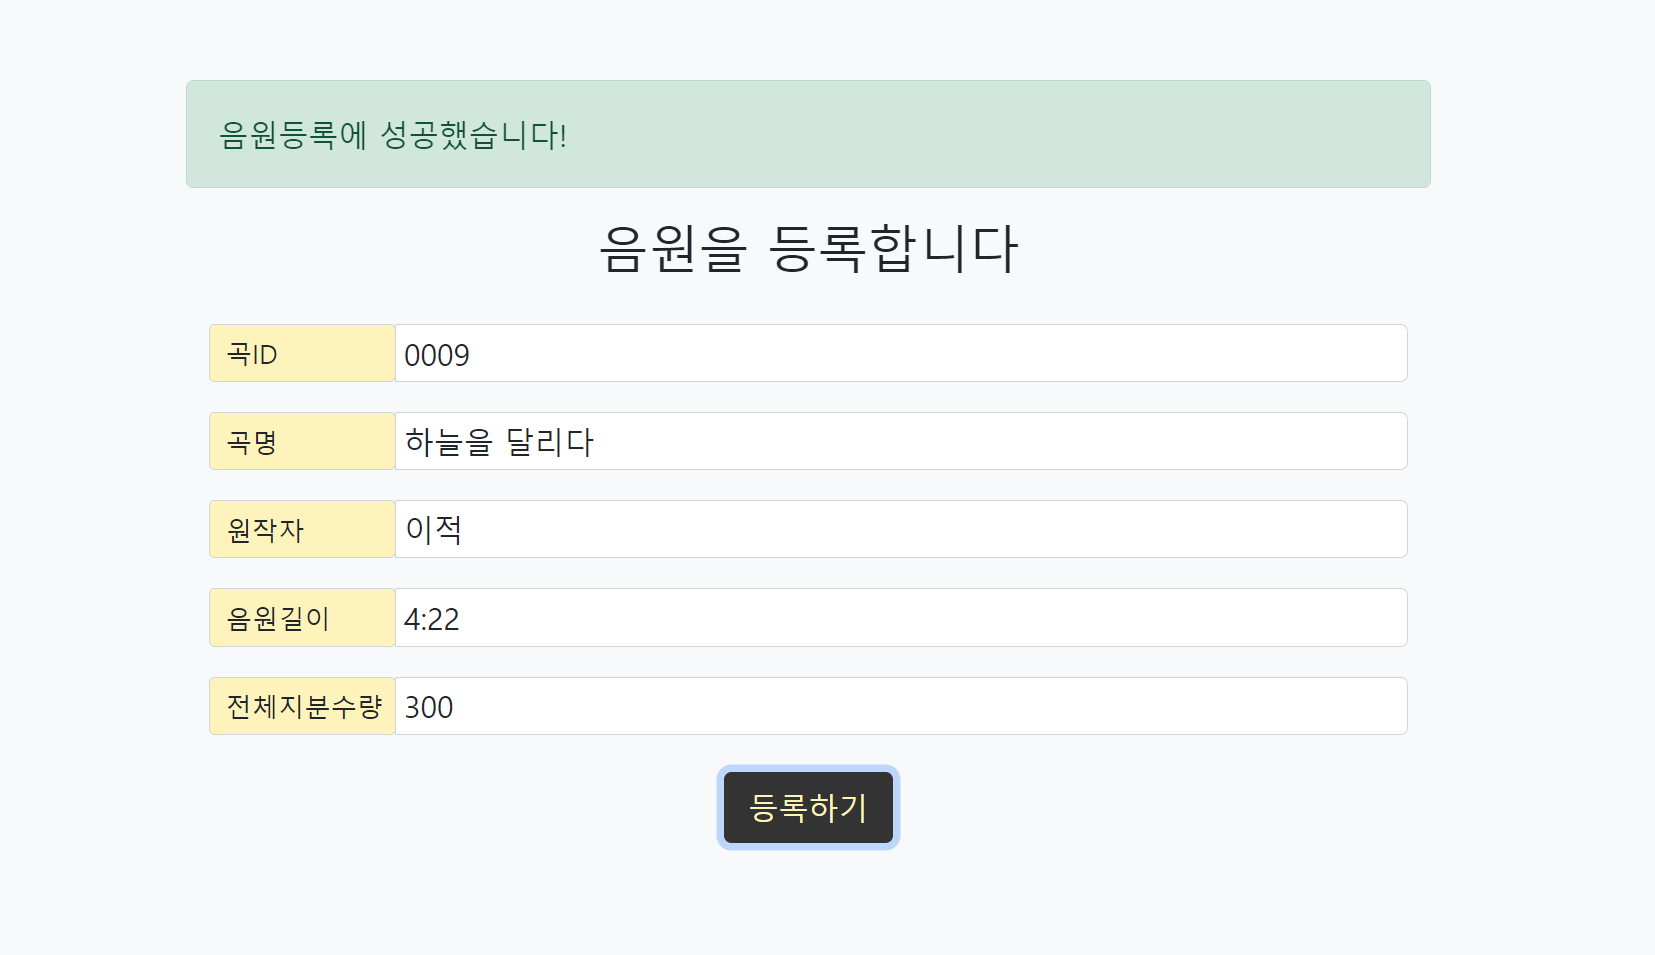 음원등록에 성공했습니다!
음원을 등록합니다
곡ID 0009
곡명 하늘을 달리다
원작자 이적
음원길이 4:22
전체지분수량 300
등록하기